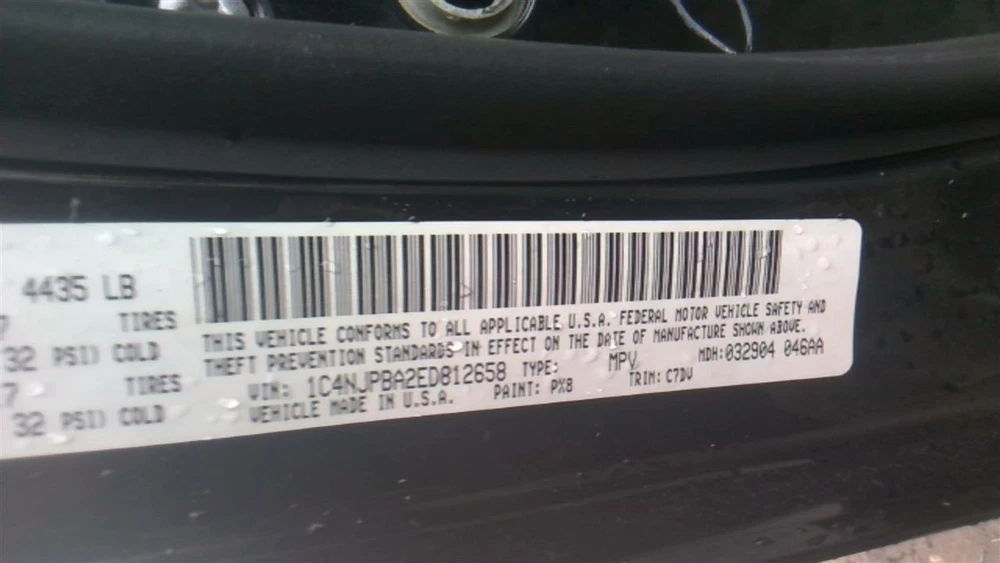 4435 LB
7 TIRES
32 PSI) COLD
7 TIRES
32 PSI) COLD
THIS VEHICLE CONFORMS TO ALL APPLICABLE U.S.A. FEDERAL MOTOR VEHICLE SAFETY AND
THEFT PREVENTION STANDARDS IN EFFECT ON THE DATE OF MANUFACTURE SHOWN ABOVE.
VIN: 1C4NJPBA2ED812658 TYPE: MPV MDH:032904 046AA
VEHICLE MADE IN U.S.A. PAINT: PX8 TRIM: C7DV